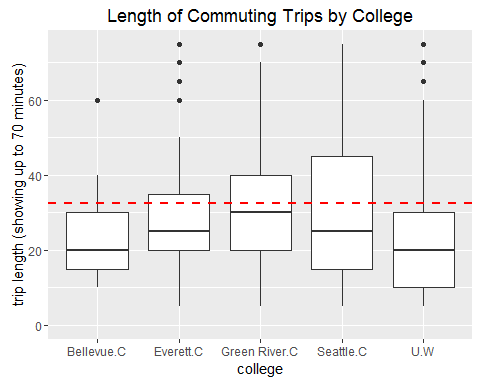 Length of Commuting Trips by College
trip length (showing up to 70 minutes)
60
40
20
0
Bellevue.C Everett.C Green River.C Seattle.C U.W
college